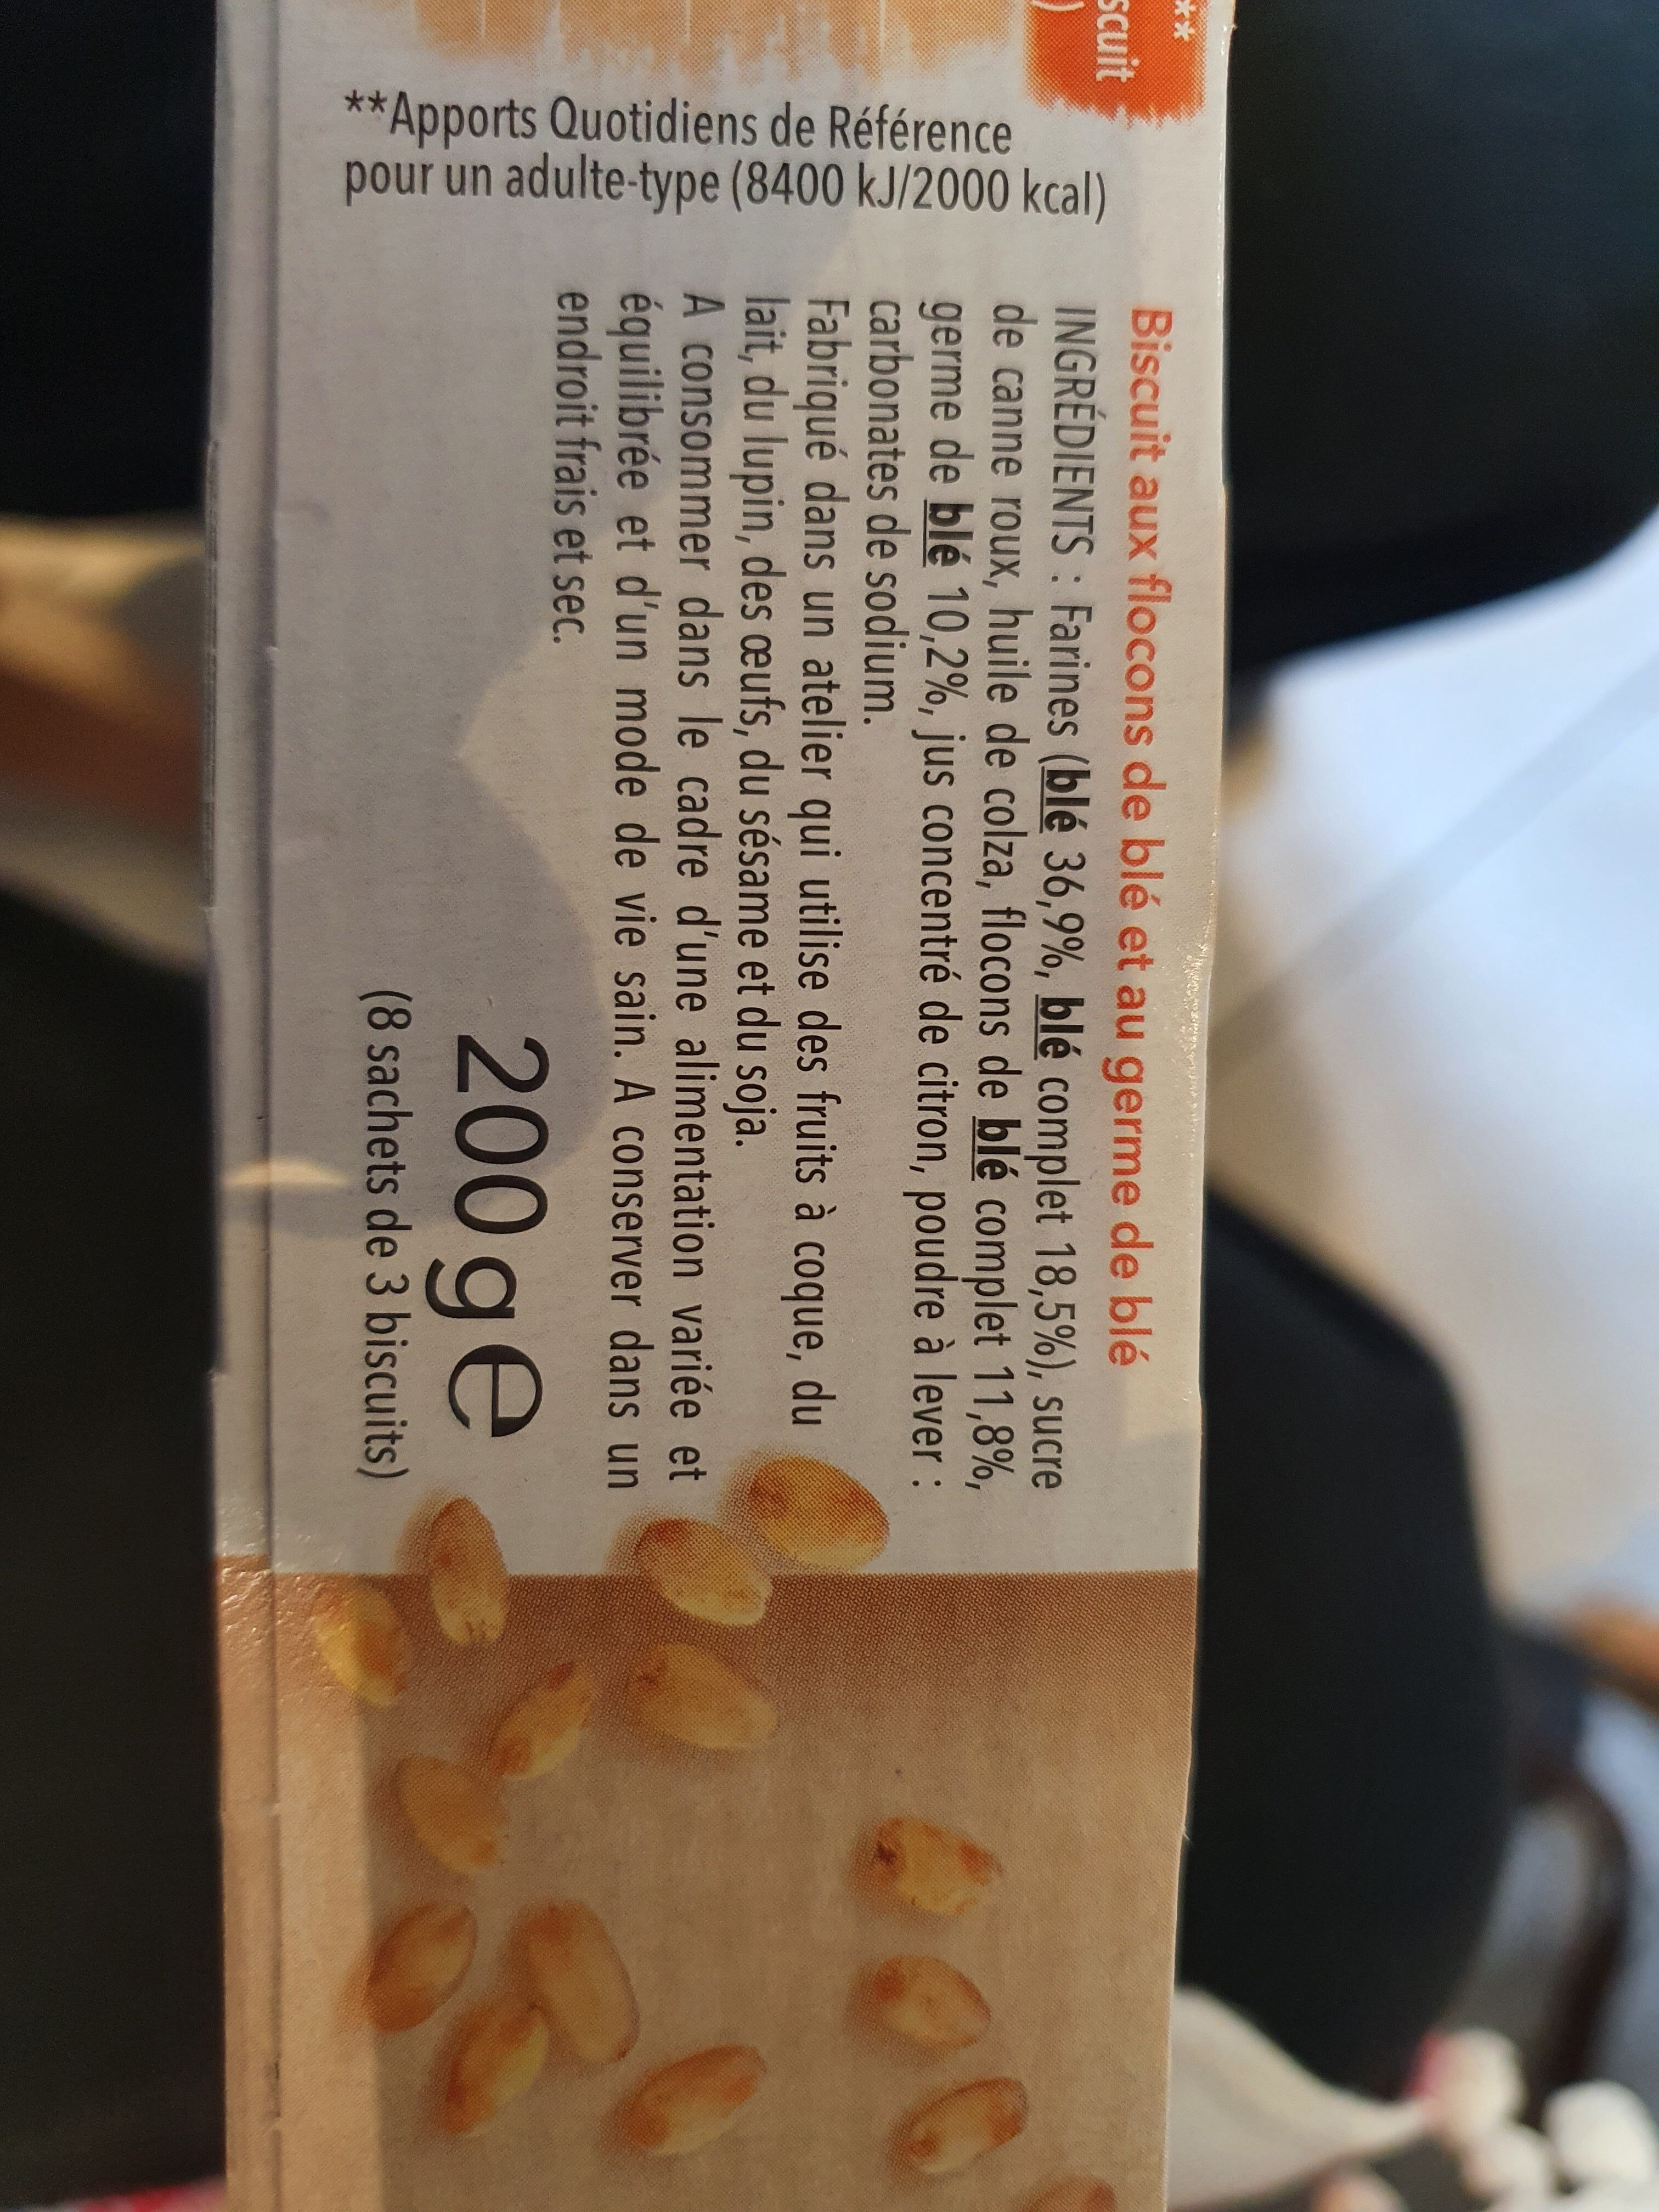 **
scuit
)
**Apports Quotidiens de Référence
pour un adulte-type (8400 kJ/2000 kcal)
Biscuit aux flocons de blé et au germe de blé
INGRÉDIENTS : Farines (blé 36,9%, blé complet 18,5%), sucre
de canne roux, huile de colza, flocons de blé complet 11,8%,
germe de blé 10,2%, jus concentré de citron, poudre à lever :
carbonates de sodium.
Fabriqué dans un atelier qui utilise des fruits à coque, du
lait, du lupin, des œufs, du sésame et du soja.
A consommer dans le cadre d'une alimentation variée et
équilibrée et d'un mode de vie sain. A conserver dans un
endroit frais et sec.
200 g e
(8 sachets de 3 biscuits)